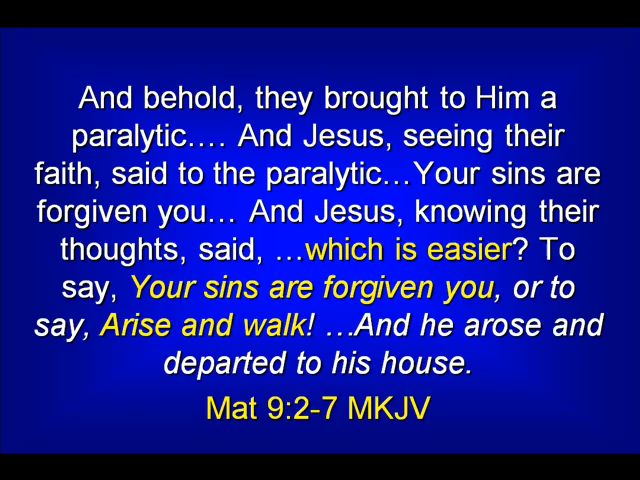 And behold, they brought to Him a
paralytic…. And Jesus, seeing their
faith, said to the paralytic…Your sins are
forgiven you… And Jesus, knowing their
thoughts, said, …which is easier? To
say, Your sins are forgiven you, or to
say, Arise and walk! …And he arose and
departed to his house.
Mat 9:2-7 MKJV